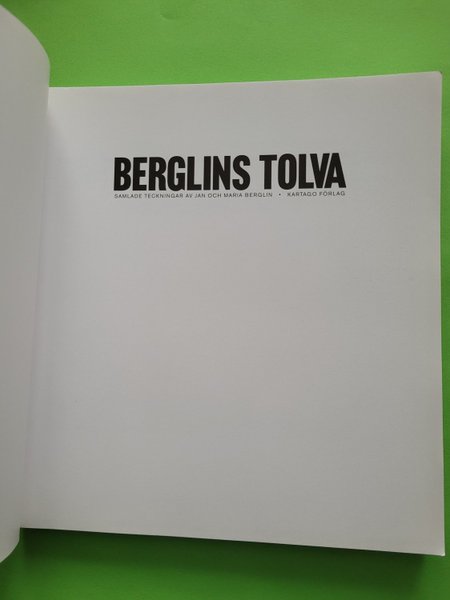 BERGLINS TOLVA
SAMLADE TECKNINGAR AV JAN OCH MARIA BERGLIN • KARTAGO FÖRLAG